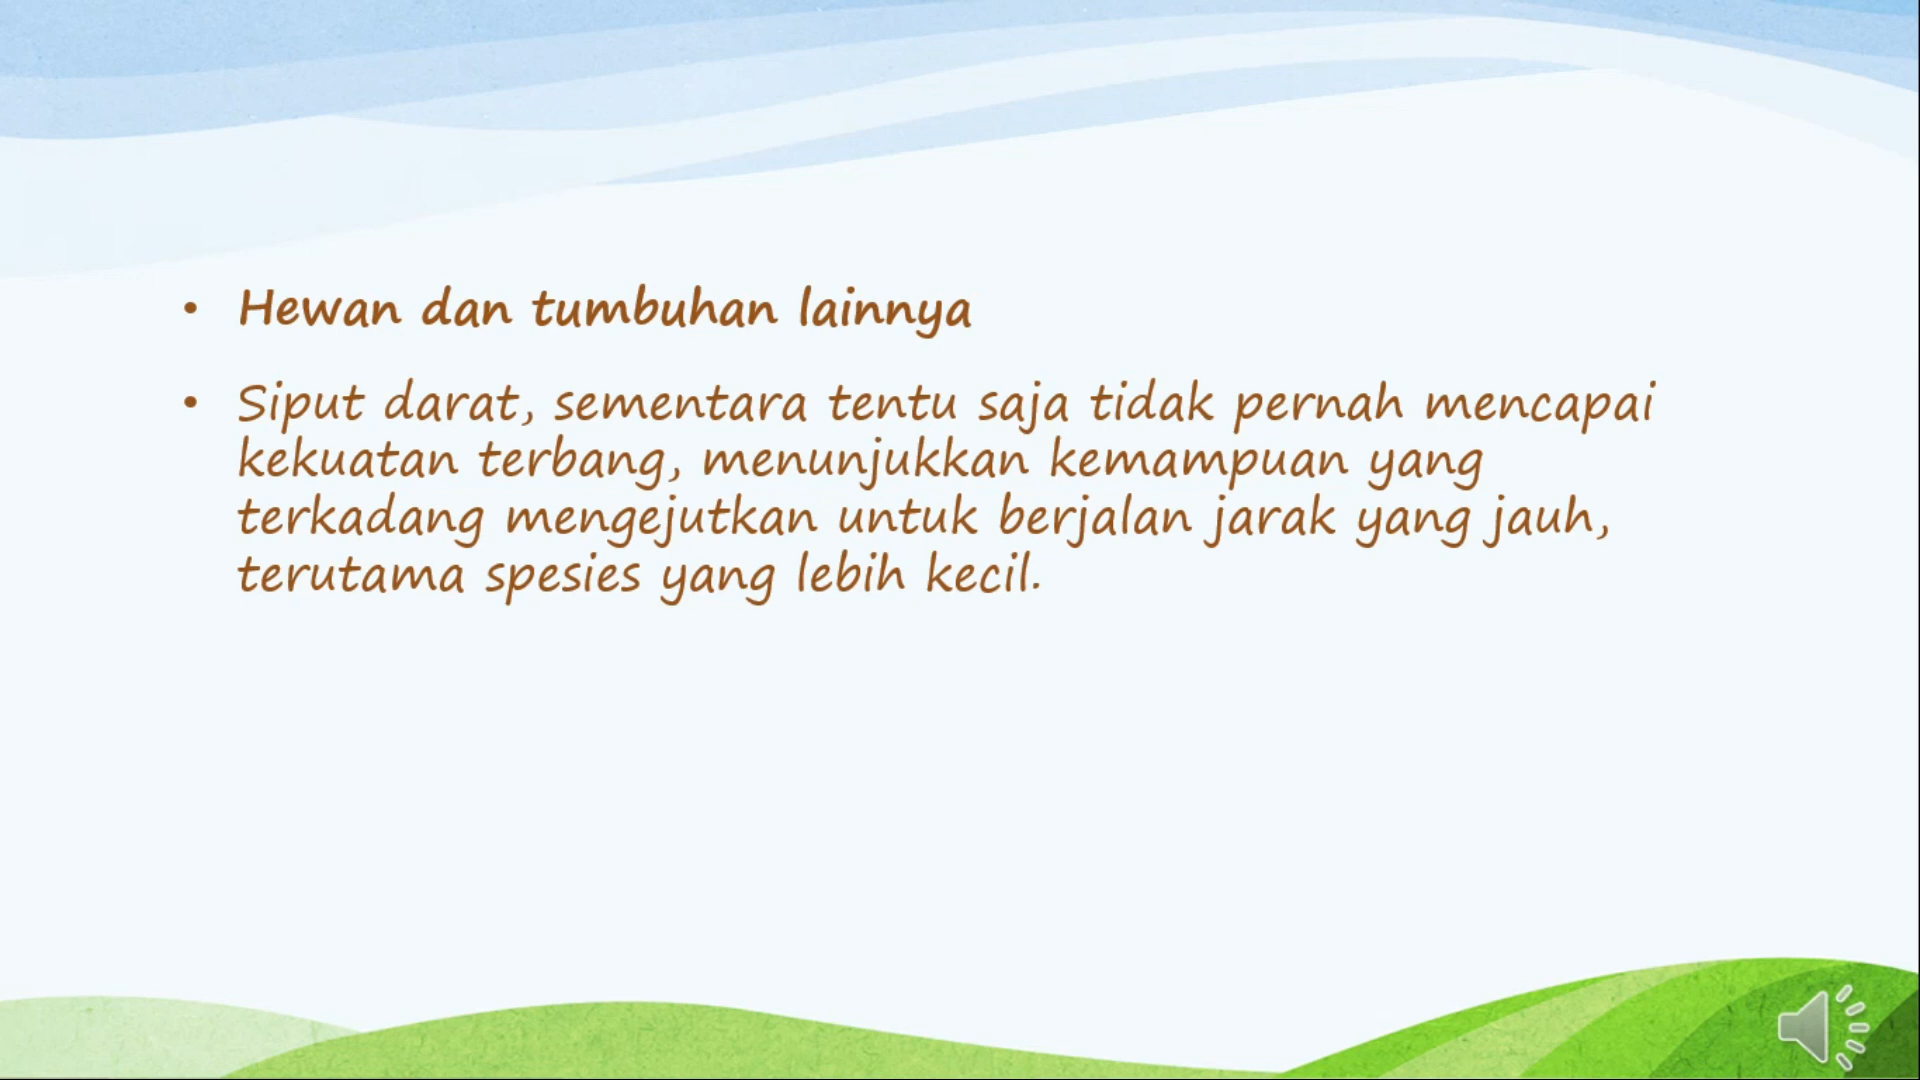 • Hewan dan tumbuhan lainnya
• Siput darat, sementara tentu saja tidak pernah mencapai
kekuatan terbang, menunjukkan kemampuan yang
terkadang mengejutkan untuk berjalan jarak yang jauh,
terutama spesies yang lebih kecil.